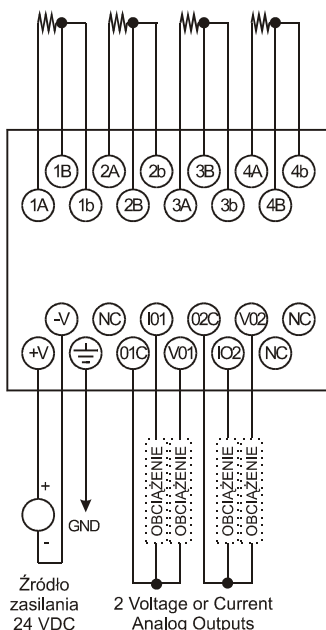 1B 2A 2b 3B 4A 4b
1A 1b 2B 3A 3b 4B
-V NC I01 02C V02 NC
+V 01C V01 IO2 NC
OBCIĄŻENIE OBCIĄŻENIE OBCIĄŻENIE OBCIĄŻENIE
+
-
GND
Źródło
zasilania
24 VDC
2 Voltage or Current
Analog Outputs